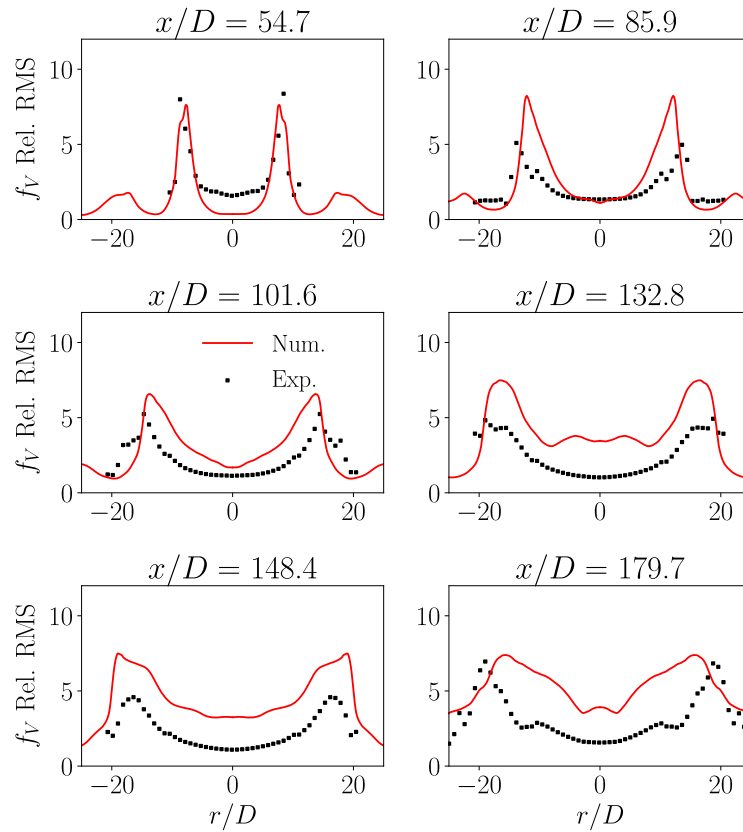 x/D = 54.7
x/D = 85.9
f_V Rel. RMS
10
5
0
−20
0
20
10
5
0
−20
0
20
x/D = 101.6
x/D = 132.8
f_V Rel. RMS
10
5
0
−20
0
20
Num.
Exp.
10
5
0
−20
0
20
x/D = 148.4
x/D = 179.7
f_V Rel. RMS
10
5
0
−20
0
20
r/D
10
5
0
−20
0
20
r/D